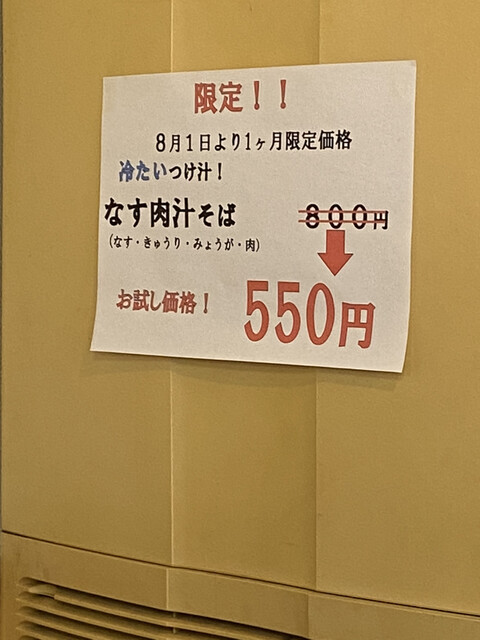 限定！！
8月1日より1ヶ月限定価格
冷たいつけ汁！
なす肉汁そば 800円
（なす・きゅうり・みょうが・肉）
お試し価格！ 550円